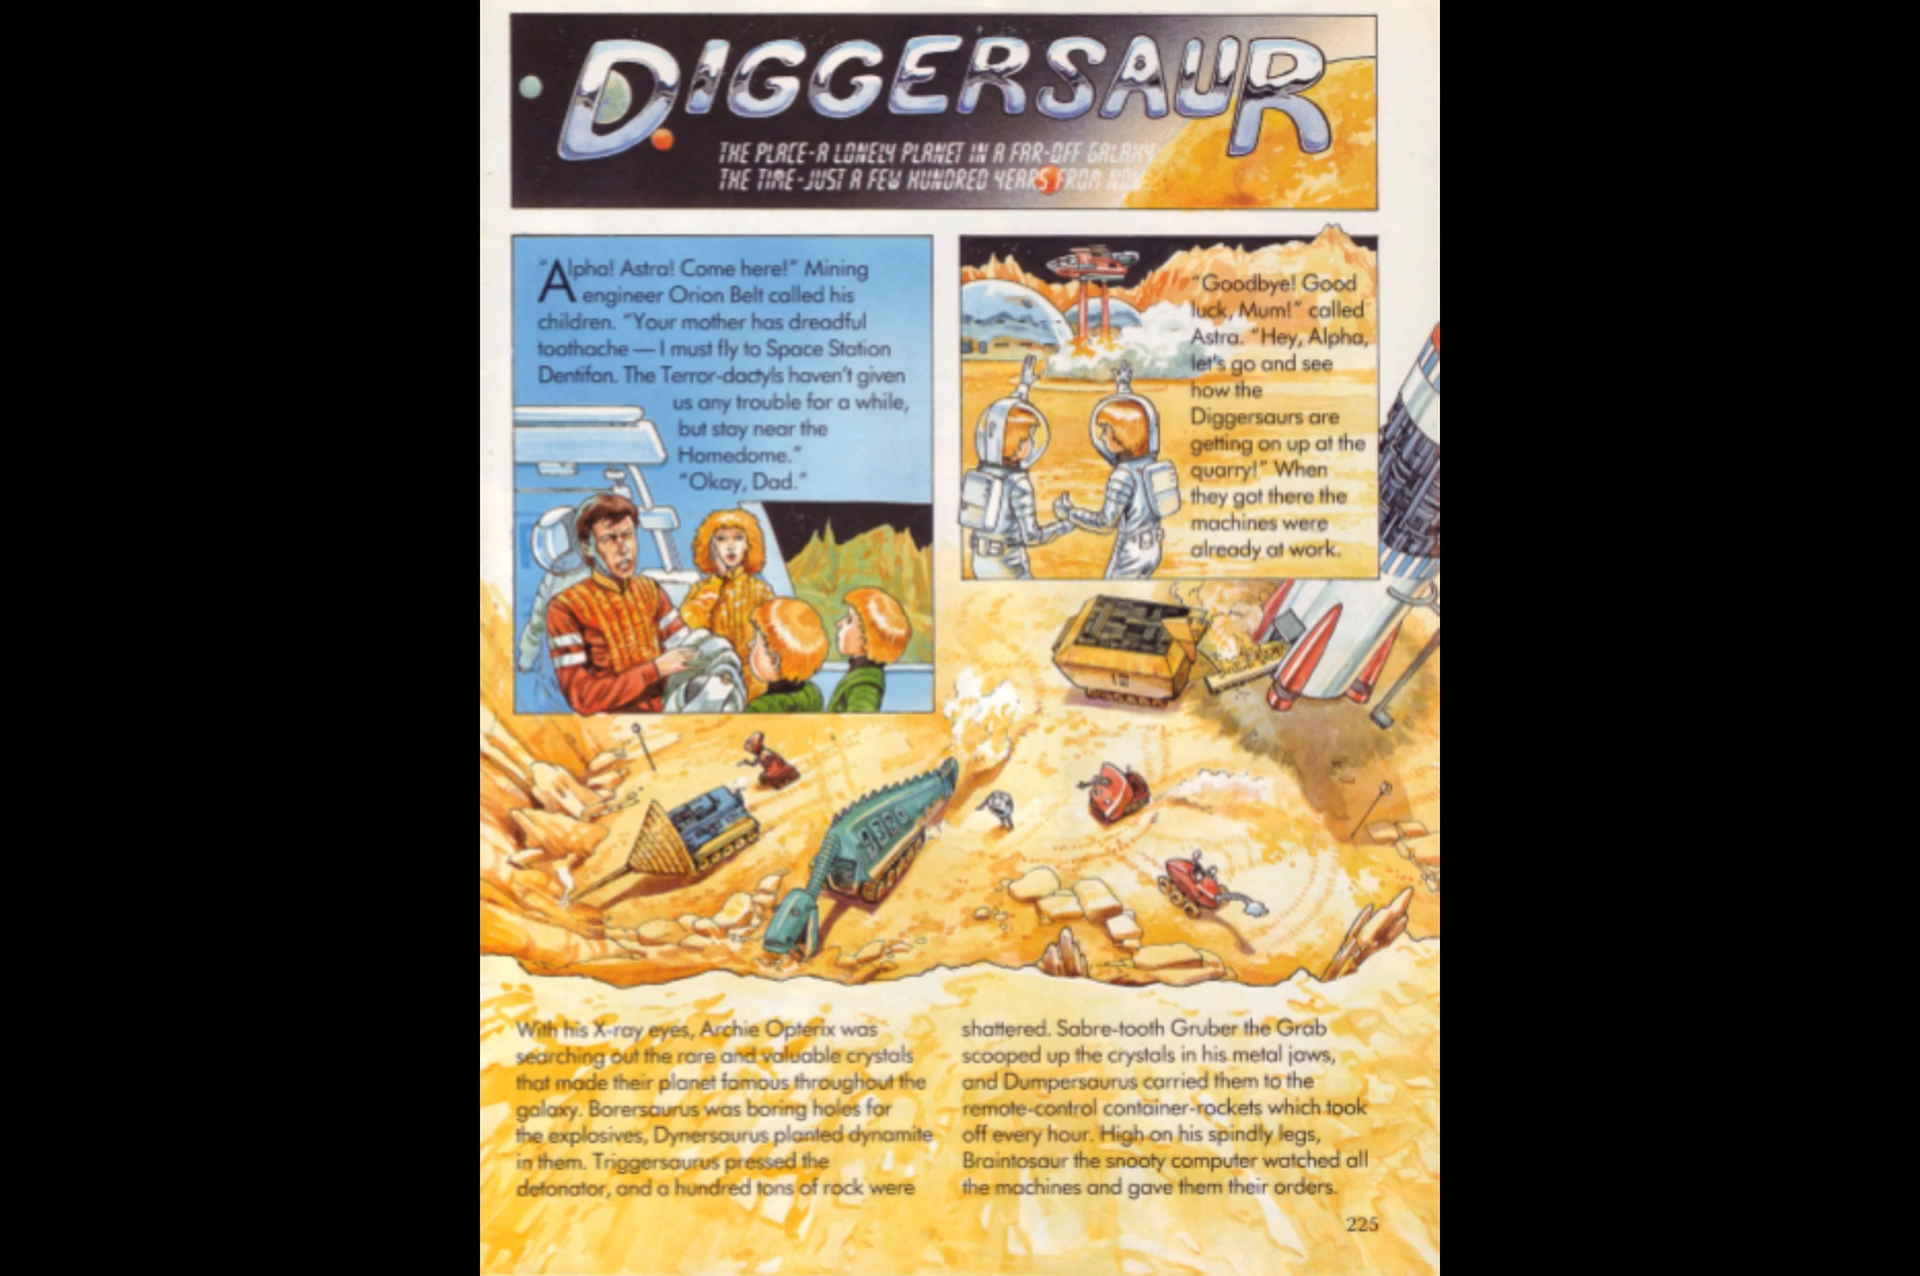 DIGGERSAUR
THE PLACE-A LONELY PLANET IN A FAR-OFF GALAXY
THE TIME-JUST A FEW HUNDRED YEARS FROM NOW...
"Alpha! Astra! Come here!" Mining
engineer Orion Belt called his
children. "Your mother has dreadful
toothache — I must fly to Space Station
Dentifon. The Terror-dactyls haven't given
us any trouble for a while,
but stay near the
Homedome."
"Okay, Dad."
"Goodbye! Good
luck, Mum!" called
Astra. "Hey, Alpha,
let's go and see
how the
Diggersaurs are
getting on up at the
quarry!" When
they got there the
machines were
already at work.
With his X-ray eyes, Archie Opterix was
searching out the rare and valuable crystals
that made their planet famous throughout the
galaxy. Borersaurus was boring holes for
the explosives, Dynersaurus planted dynamite
in them. Triggersaurus pressed the
detonator, and a hundred tons of rock were
shattered. Sabre-tooth Gruber the Grab
scooped up the crystals in his metal jaws,
and Dumpersaurus carried them to the
remote-control container-rockets which took
off every hour. High on his spindly legs,
Braintosaur the snooty computer watched all
the machines and gave them their orders.
225